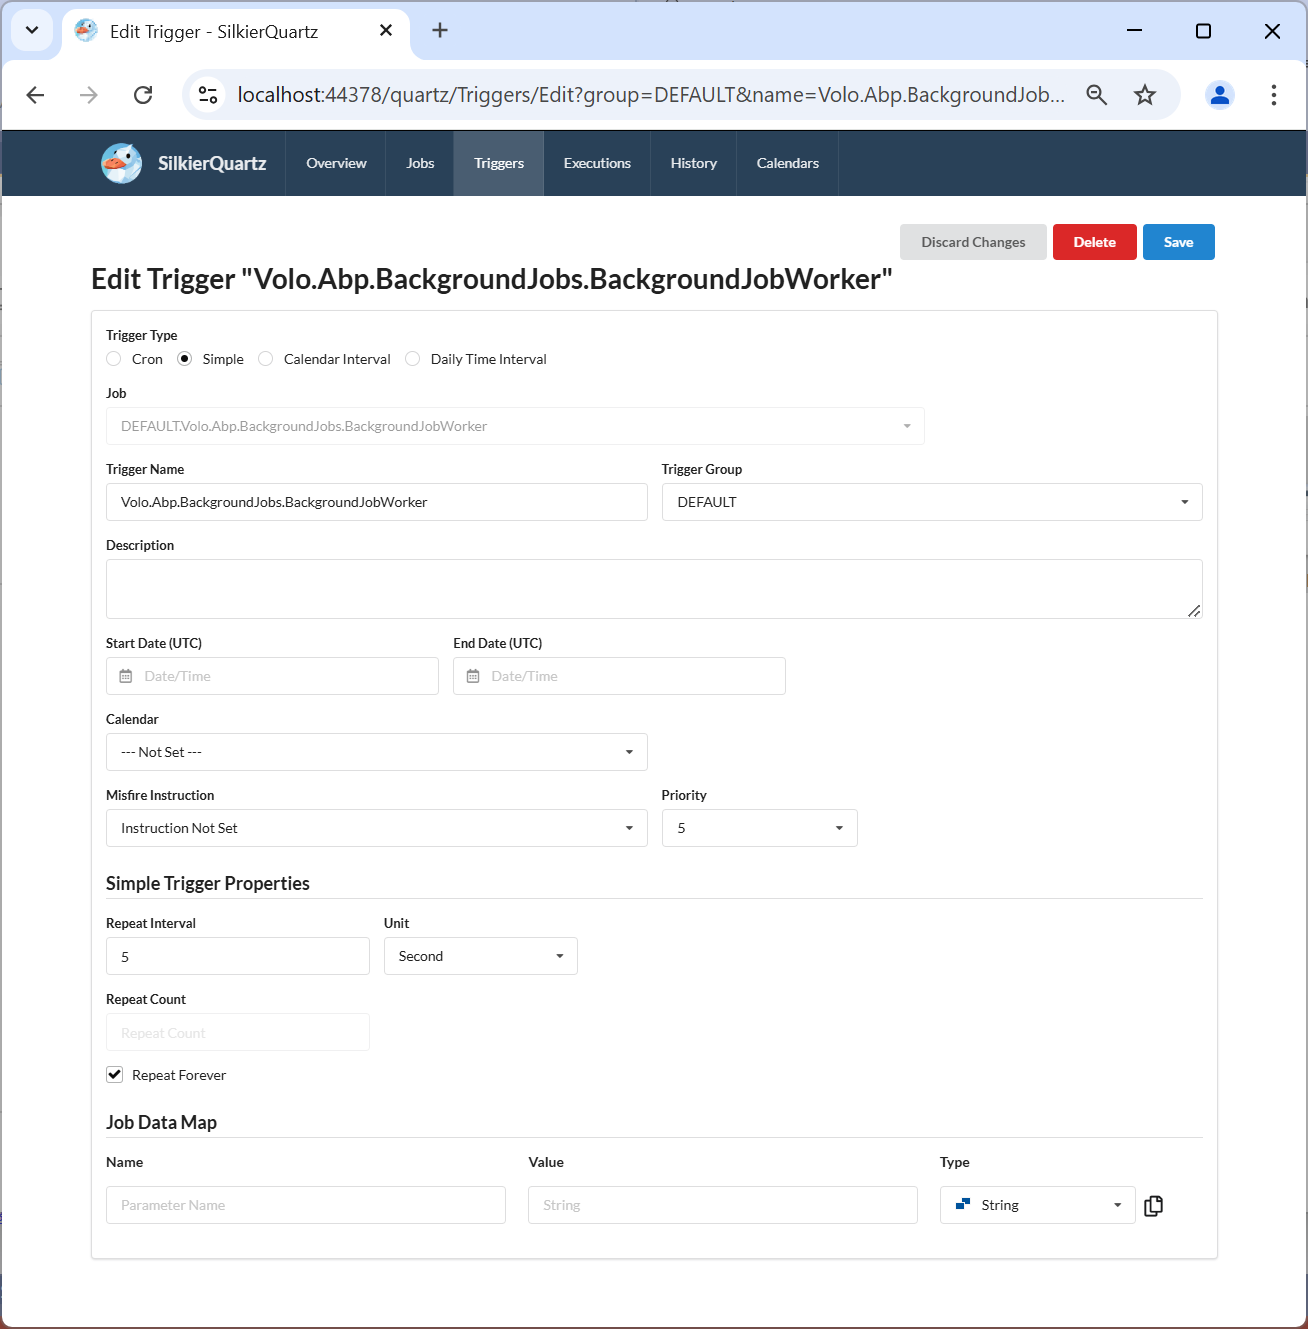 Edit Trigger - SilkierQuartz
localhost:44378/quartz/Triggers/Edit?group=DEFAULT&name=Volo.Abp.BackgroundJob...
SilkierQuartz Overview Jobs Triggers Executions History Calendars
Discard Changes Delete Save
Edit Trigger "Volo.Abp.BackgroundJobs.BackgroundJobWorker"
Trigger Type
Cron Simple Calendar Interval Daily Time Interval
Job
DEFAULT.Volo.Abp.BackgroundJobs.BackgroundJobWorker
Trigger Name Trigger Group
Volo.Abp.BackgroundJobs.BackgroundJobWorker DEFAULT
Description
Start Date (UTC) End Date (UTC)
Date/Time Date/Time
Calendar
--- Not Set ---
Misfire Instruction Priority
Instruction Not Set 5
Simple Trigger Properties
Repeat Interval Unit
5 Second
Repeat Count
Repeat Count
Repeat Forever
Job Data Map
Name Value Type
Parameter Name String String